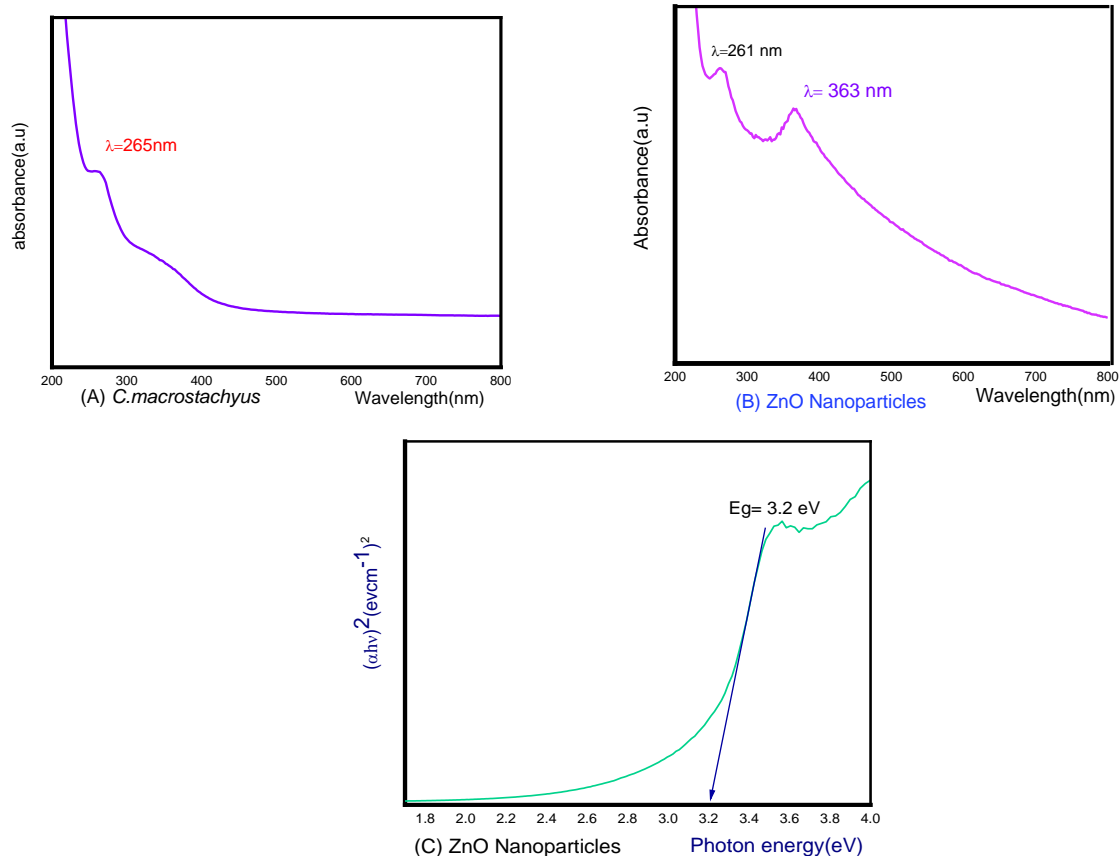 absorbance(a.u)
λ=265nm
200 300 400 500 600 700 800
(A) C.macrostachyus Wavelength(nm)
Absorbance(a.u)
λ=261 nm
λ= 363 nm
200 300 400 500 600 700 800
(B) ZnO Nanoparticles Wavelength(nm)
(αhν)2(evcm-1)2
Eg= 3.2 eV
1.8 2.0 2.2 2.4 2.6 2.8 3.0 3.2 3.4 3.6 3.8 4.0
(C) ZnO Nanoparticles Photon energy(eV)